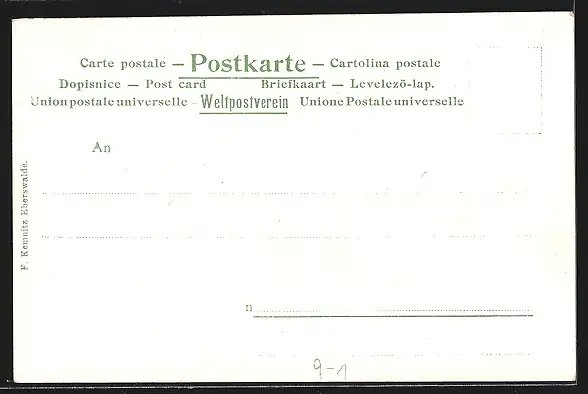 Carte postale – Postkarte – Cartolina postale
Dopisnice — Post card Briefkaart — Levelezö-lap.
Union postale universelle - Weltpostverein Unione Postale universelle
An
F. Kemnitz Eberswalde.
n
9-1